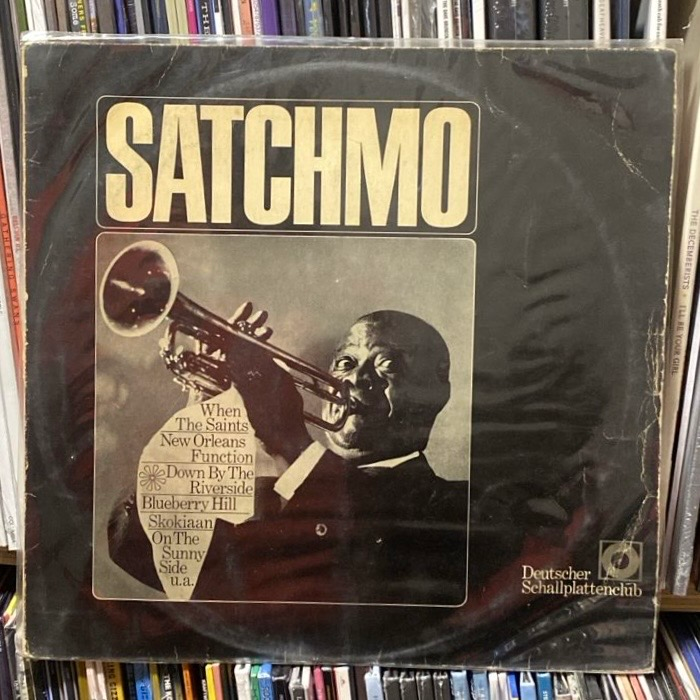 SATCHMO
When
The Saints
New Orleans
Function
Down By The
Riverside
Blueberry Hill
Skokiaan
On The
Sunny
Side
u.a.
Deutscher
Schallplattenclub
THE DECEMBERISTS • I'LL BE YOUR GIRL